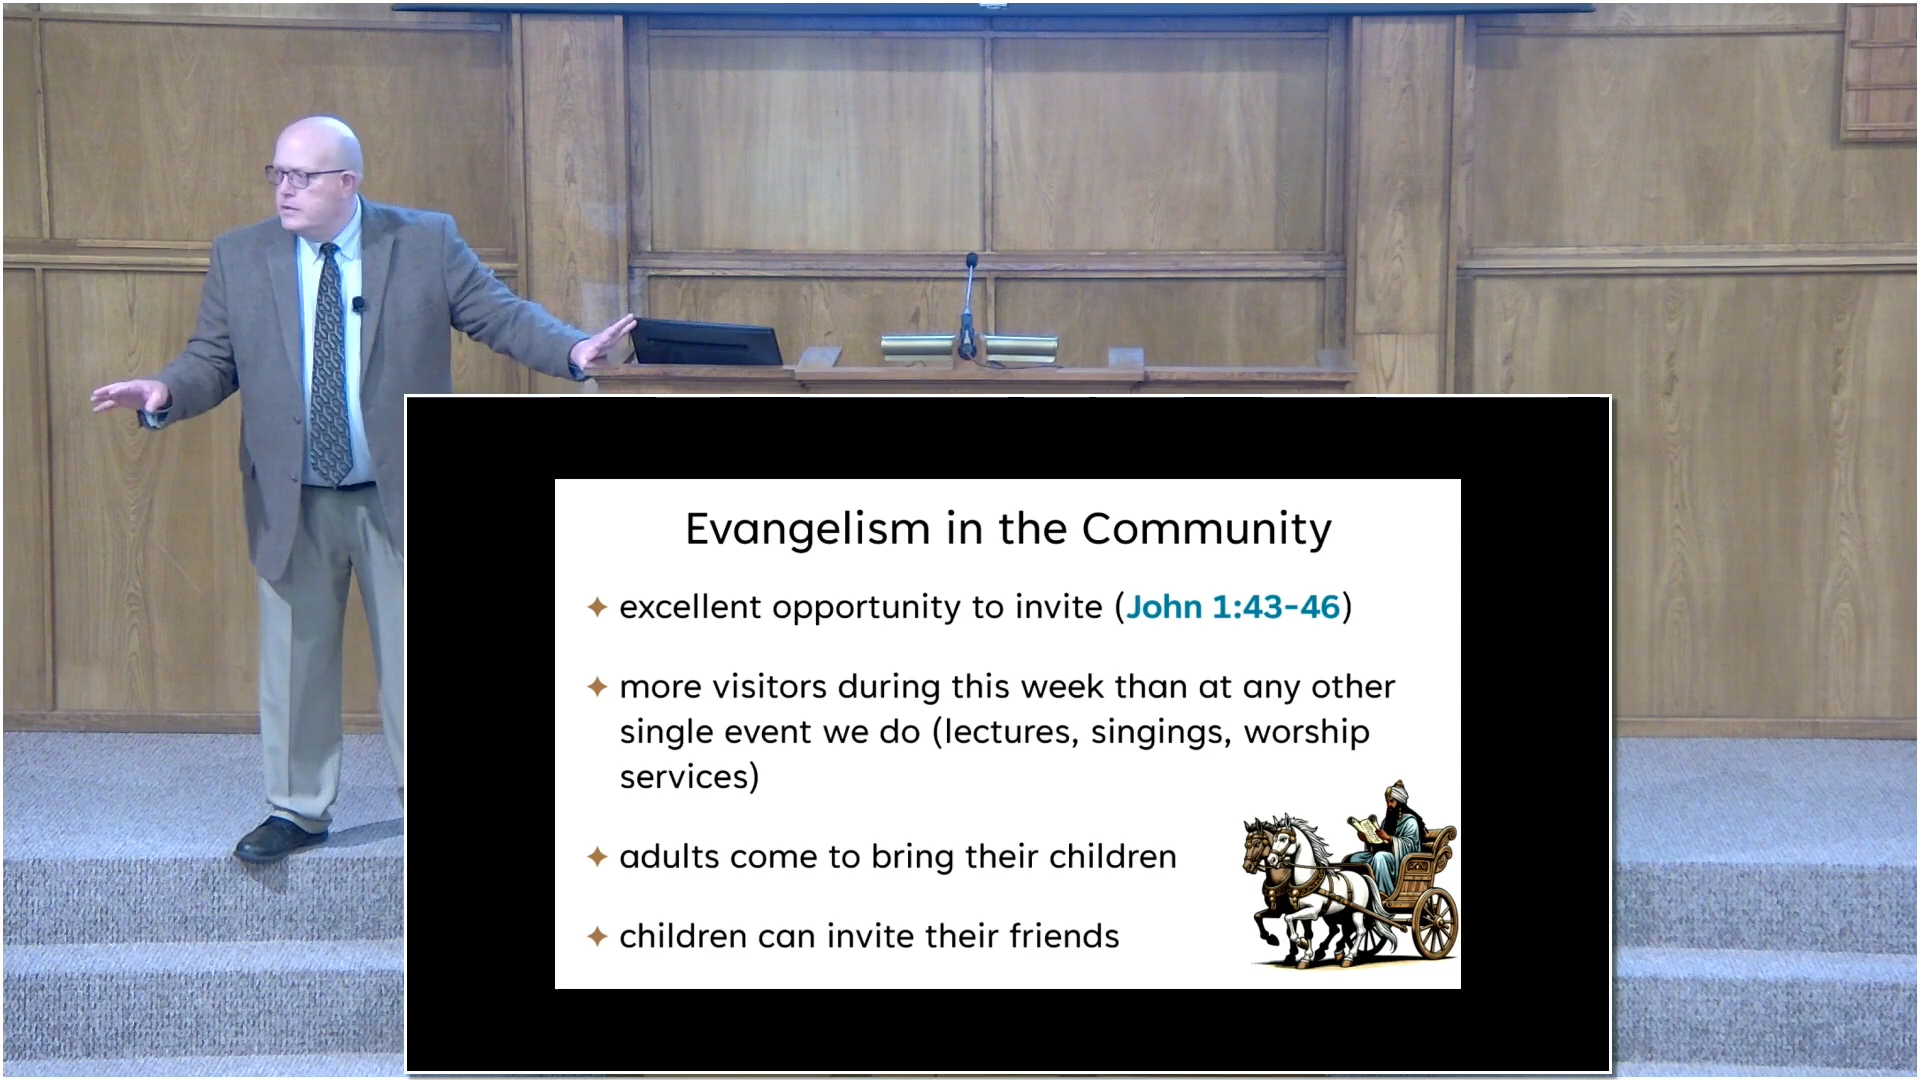 Evangelism in the Community
✦ excellent opportunity to invite (John 1:43-46)
✦ more visitors during this week than at any other
single event we do (lectures, singings, worship
services)
✦ adults come to bring their children
✦ children can invite their friends